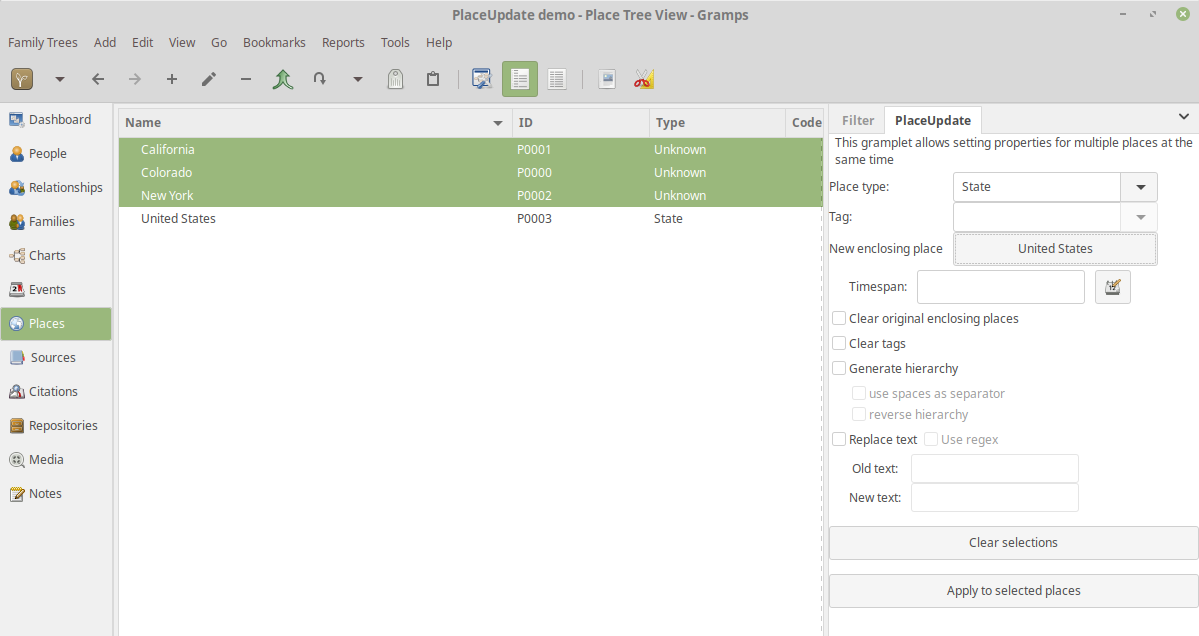 PlaceUpdate demo - Place Tree View - Gramps
Family Trees Add Edit View Go Bookmarks Reports Tools Help
Dashboard
People
Relationships
Families
Charts
Events
Places
Sources
Citations
Repositories
Media
Notes
Name ID Type Code
California P0001 Unknown
Colorado P0000 Unknown
New York P0002 Unknown
United States P0003 State
Filter PlaceUpdate
This gramplet allows setting properties for multiple places at the
same time
Place type: State
Tag:
New enclosing place United States
Timespan:
Clear original enclosing places
Clear tags
Generate hierarchy
use spaces as separator
reverse hierarchy
Replace text Use regex
Old text:
New text:
Clear selections
Apply to selected places